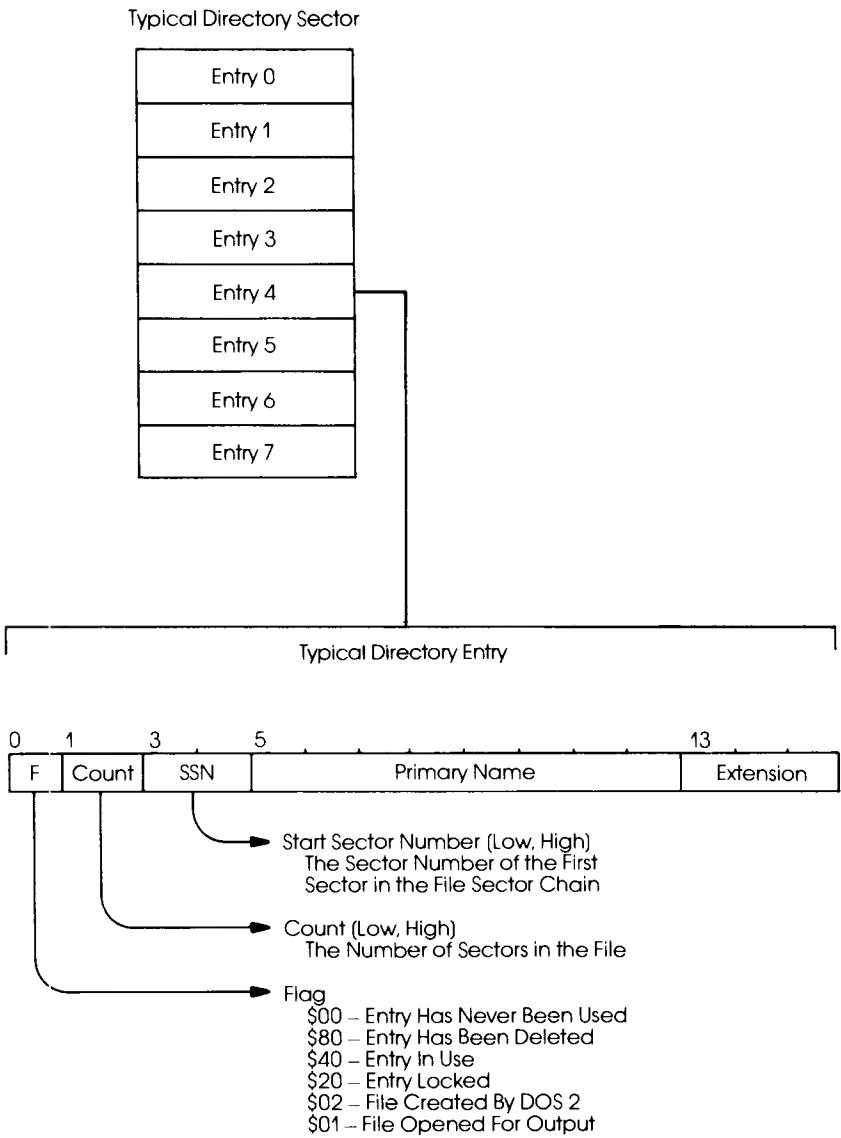 Typical Directory Sector
Entry 0
Entry 1
Entry 2
Entry 3
Entry 4
Entry 5
Entry 6
Entry 7
Typical Directory Entry
0 1 3 5 13
F Count SSN Primary Name Extension
Start Sector Number (Low, High)
The Sector Number of the First
Sector in the File Sector Chain
Count (Low, High)
The Number of Sectors in the File
Flag
$00 – Entry Has Never Been Used
$80 – Entry Has Been Deleted
$40 – Entry In Use
$20 – Entry Locked
$02 – File Created By DOS 2
$01 – File Opened For Output